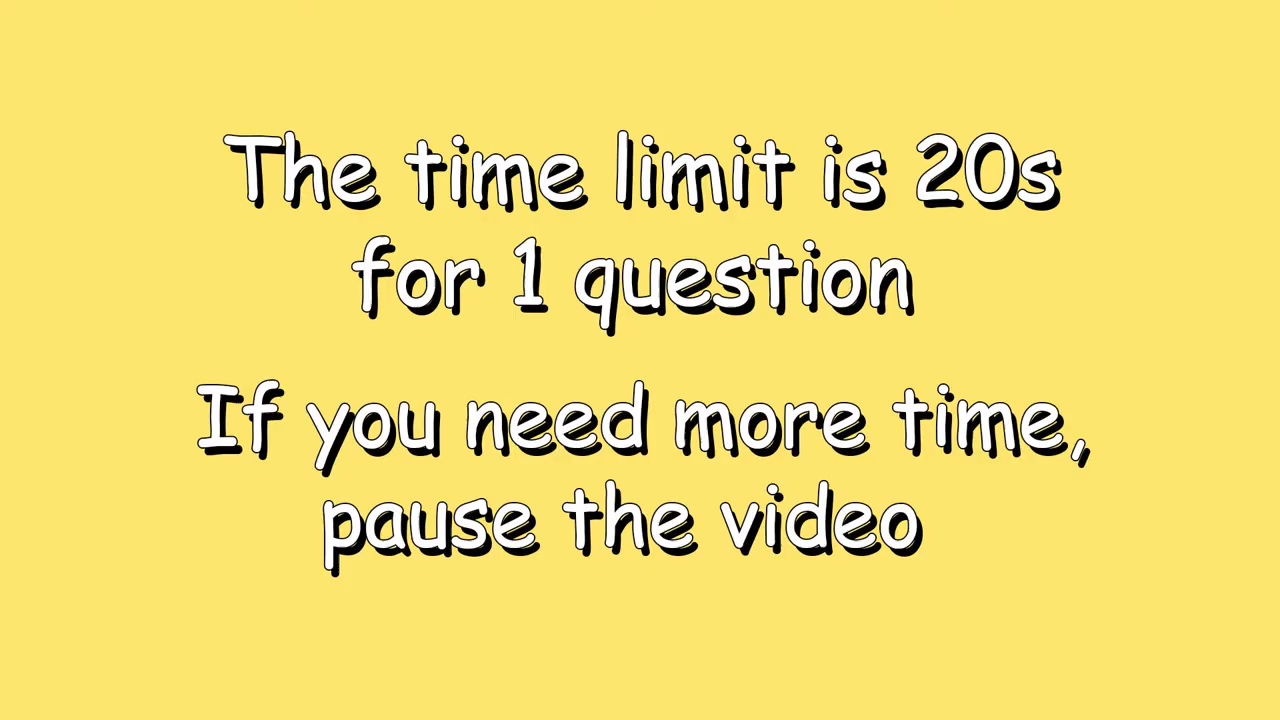 The time limit is 20s
for 1 question
If you need more time,
pause the video